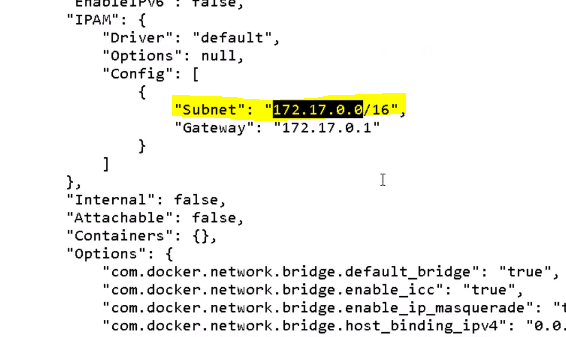 "EnableIPv6": false,
"IPAM": {
"Driver": "default",
"Options": null,
"Config": [
{
"Subnet": "172.17.0.0/16",
"Gateway": "172.17.0.1"
}
]
},
"Internal": false,
"Attachable": false,
"Containers": {},
"Options": {
"com.docker.network.bridge.default_bridge": "true",
"com.docker.network.bridge.enable_icc": "true",
"com.docker.network.bridge.enable_ip_masquerade": "t
"com.docker.network.bridge.host_binding_ipv4": "0.0.